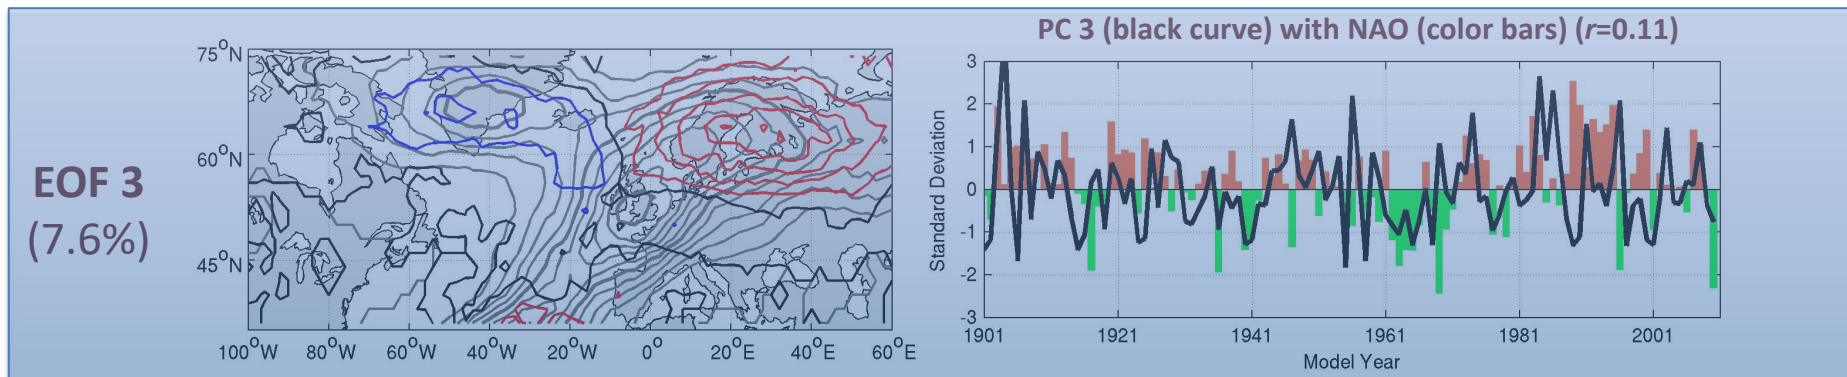 PC 3 (black curve) with NAO (color bars) (r=0.11)
EOF 3
(7.6%)
75°N
60°N
45°N
100°W 80°W 60°W 40°W 20°W 0° 20°E 40°E 60°E
Standard Deviation
3
2
1
0
-1
-2
-3
1901 1921 1941 1961 1981 2001
Model Year